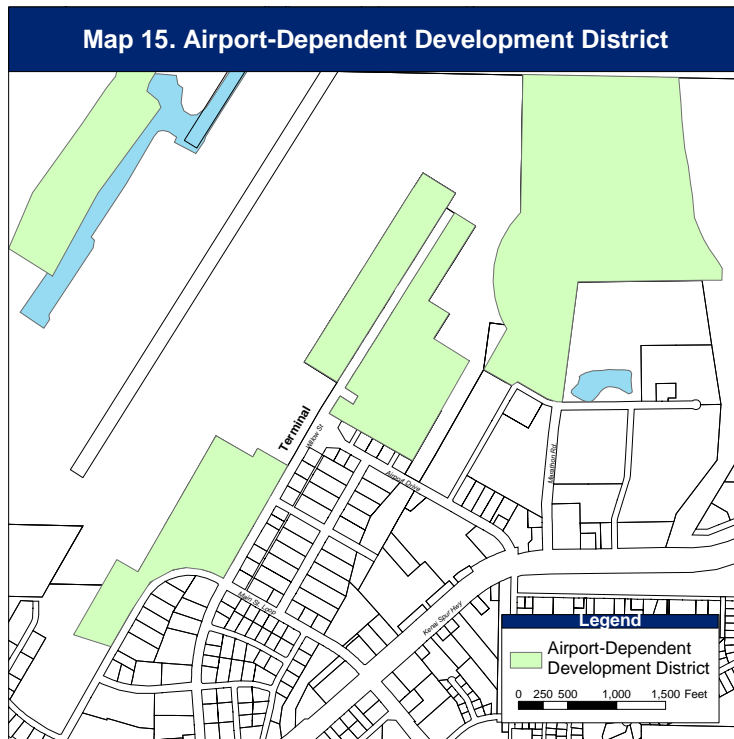 Map 15. Airport-Dependent Development District
Terminal
Willow St
Airport Drive
Marathon Rd
Main St. Loop
Kenai Spur Hwy
Legend
Airport-Dependent
Development District
0 250 500 1,000 1,500 Feet